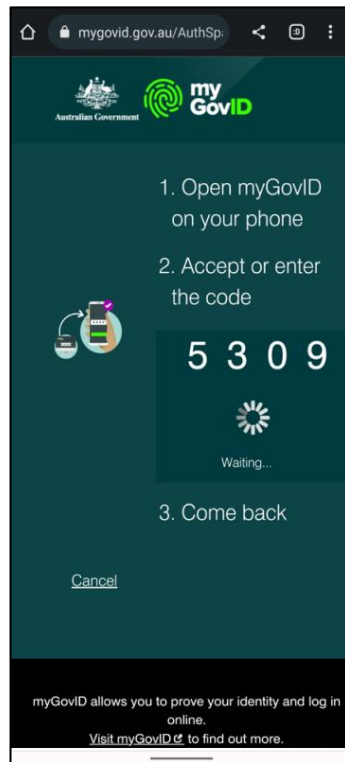 mygovid.gov.au/AuthSp
:D
Australian Government
my
GovID
1. Open myGovID
on your phone
2. Accept or enter
the code
5 3 0 9
Waiting...
3. Come back
Cancel
myGovID allows you to prove your identity and log in
online.
Visit myGovID to find out more.